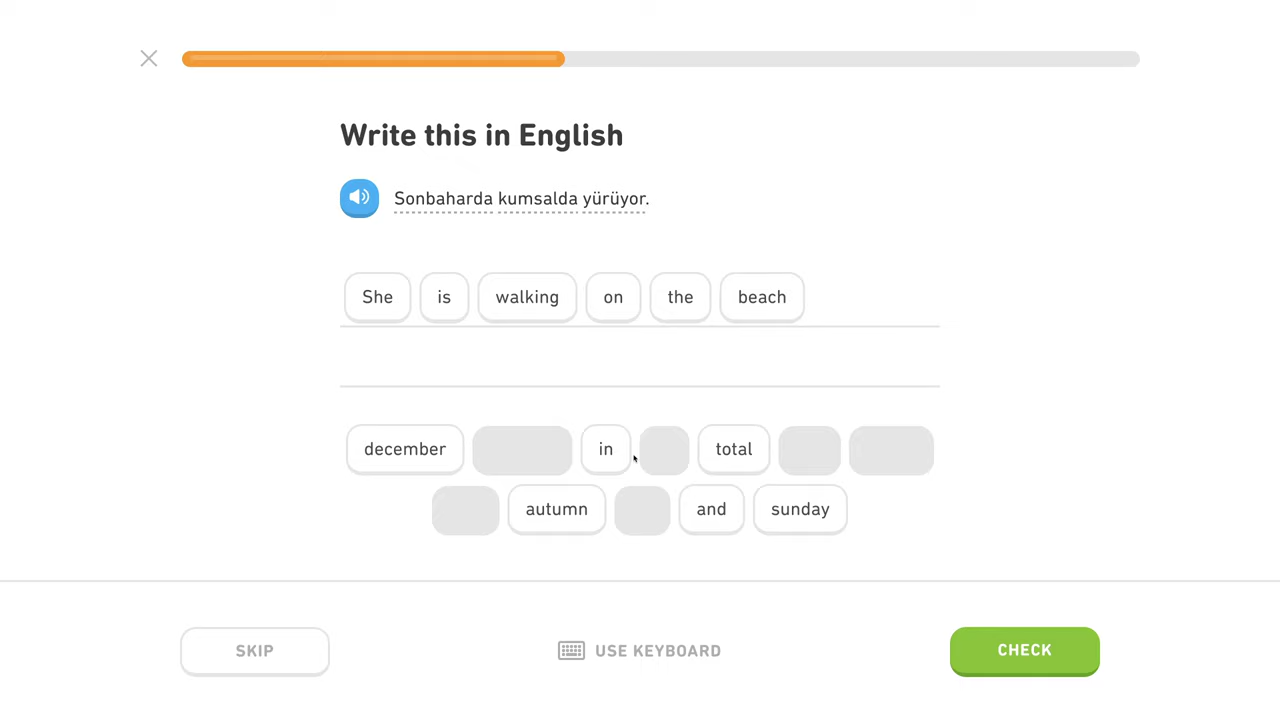 Write this in English
Sonbaharda kumsalda yürüyor.
She is walking on the beach
december in total
autumn and sunday
SKIP USE KEYBOARD CHECK